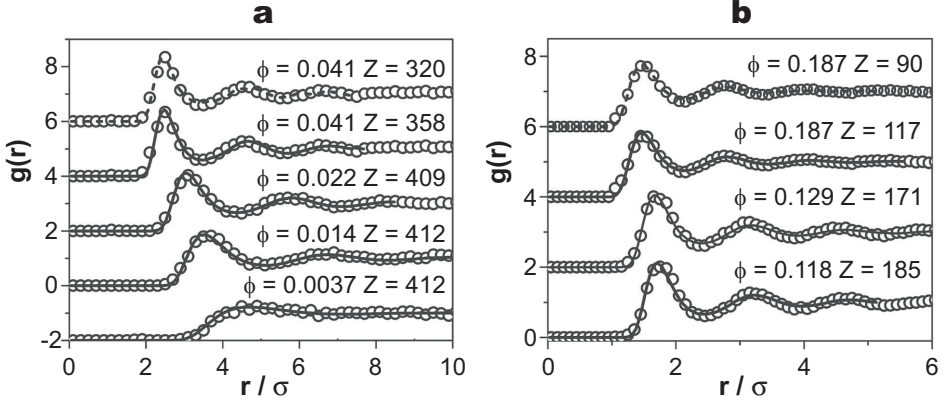 a
g(r)
8
6
4
2
0
-2
ϕ = 0.041 Z = 320
ϕ = 0.041 Z = 358
ϕ = 0.022 Z = 409
ϕ = 0.014 Z = 412
ϕ = 0.0037 Z = 412
0 2 4 6 8 10
r / σ
b
g(r)
8
6
4
2
0
ϕ = 0.187 Z = 90
ϕ = 0.187 Z = 117
ϕ = 0.129 Z = 171
ϕ = 0.118 Z = 185
0 2 4 6
r / σ